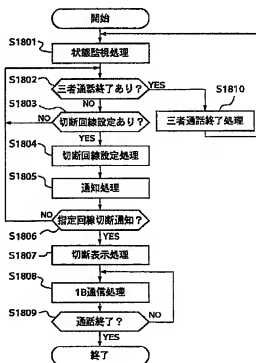 開始
S1801
状態監視処理
S1802
三者通話終了あり？
YES
S1810
三者通話終了処理
NO
S1803
切断回線設定あり？
NO
YES
S1804
切断回線設定処理
S1805
通知処理
NO
指定回線切断通知？
S1806
YES
S1807
切断表示処理
S1808
1B通信処理
S1809
通話終了？
NO
YES
終了